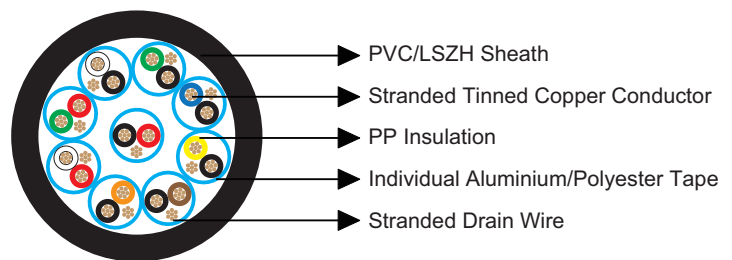 PVC/LSZH Sheath
Stranded Tinned Copper Conductor
PP Insulation
Individual Aluminium/Polyester Tape
Stranded Drain Wire